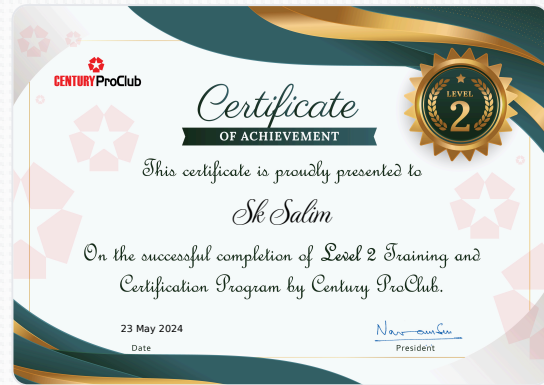 CENTURY ProClub
Certificate
OF ACHIEVEMENT
LEVEL
2
This certificate is proudly presented to
Sk Salim
On the successful completion of Level 2 Training and
Certification Program by Century ProClub.
23 May 2024
Date
President